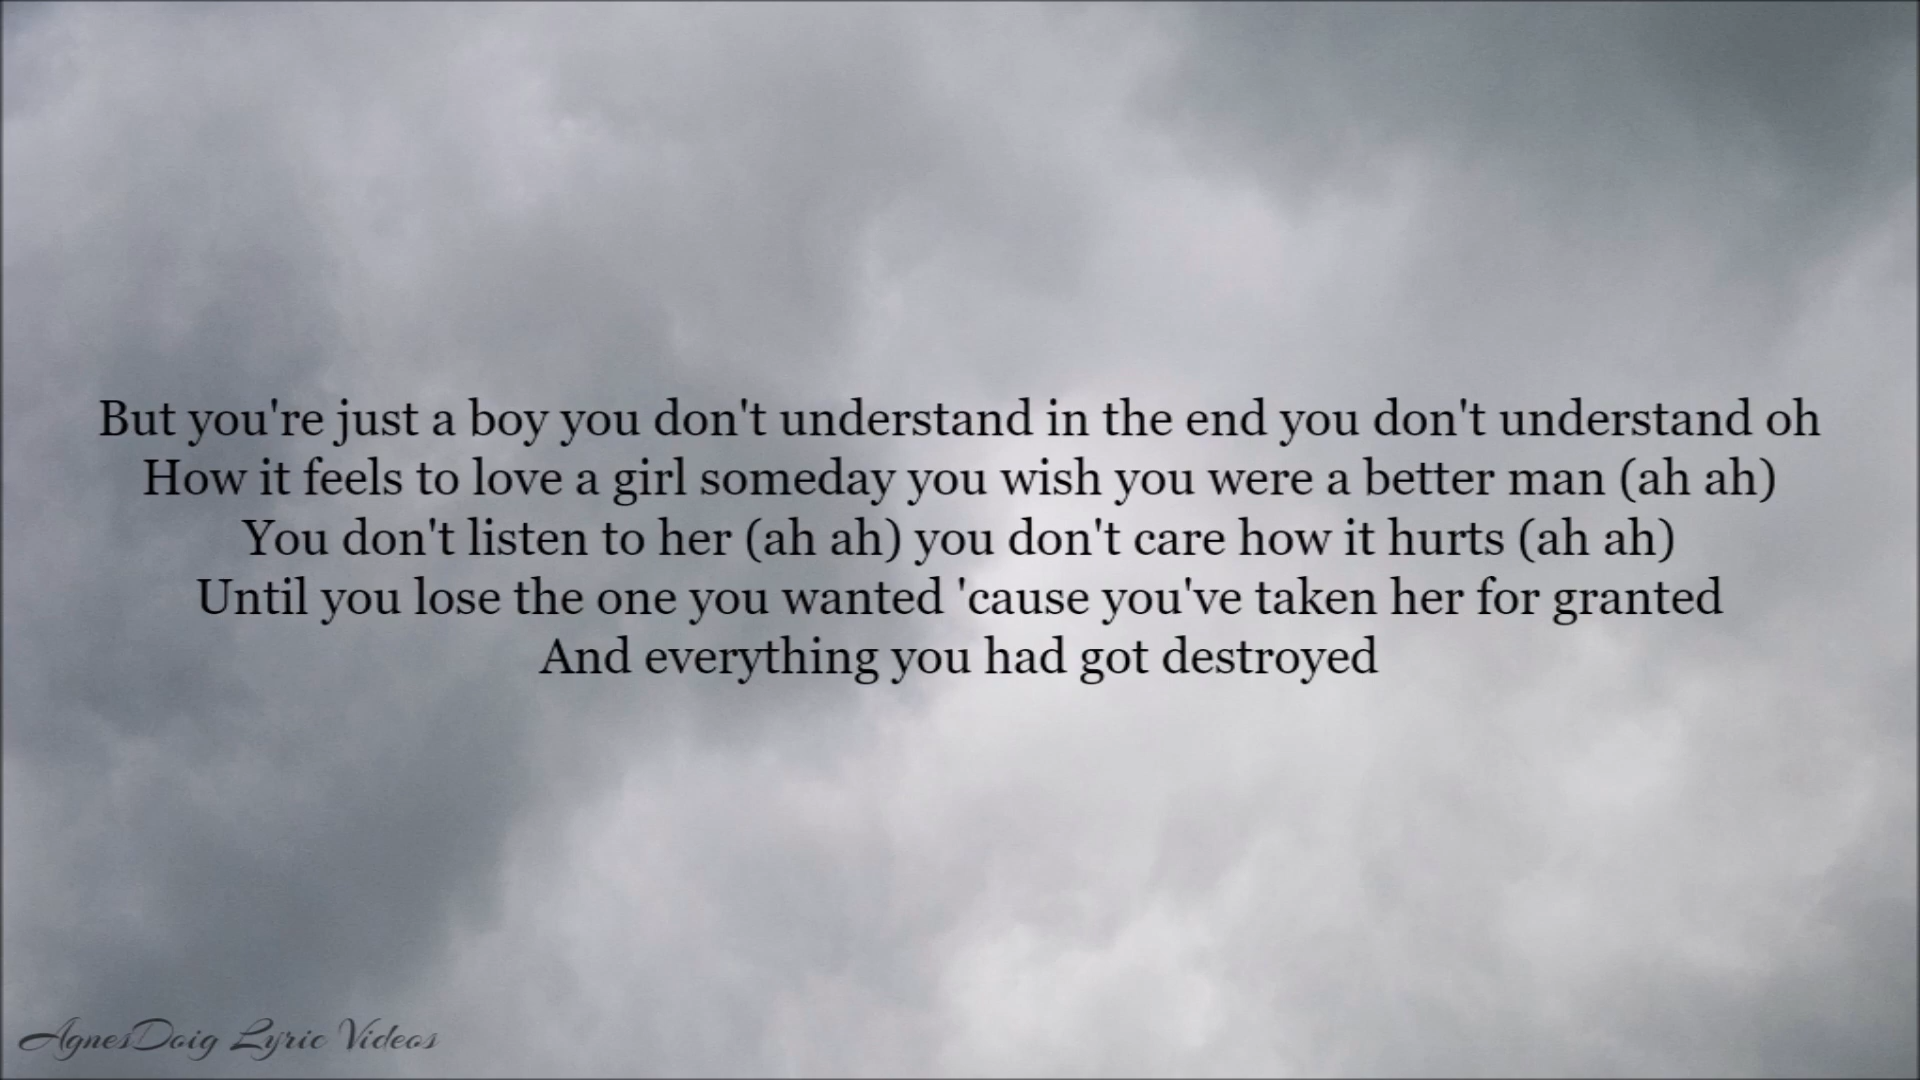 But you're just a boy you don't understand in the end you don't understand oh
How it feels to love a girl someday you wish you were a better man (ah ah)
You don't listen to her (ah ah) you don't care how it hurts (ah ah)
Until you lose the one you wanted 'cause you've taken her for granted
And everything you had got destroyed
AgnesDoig Lyric Videos